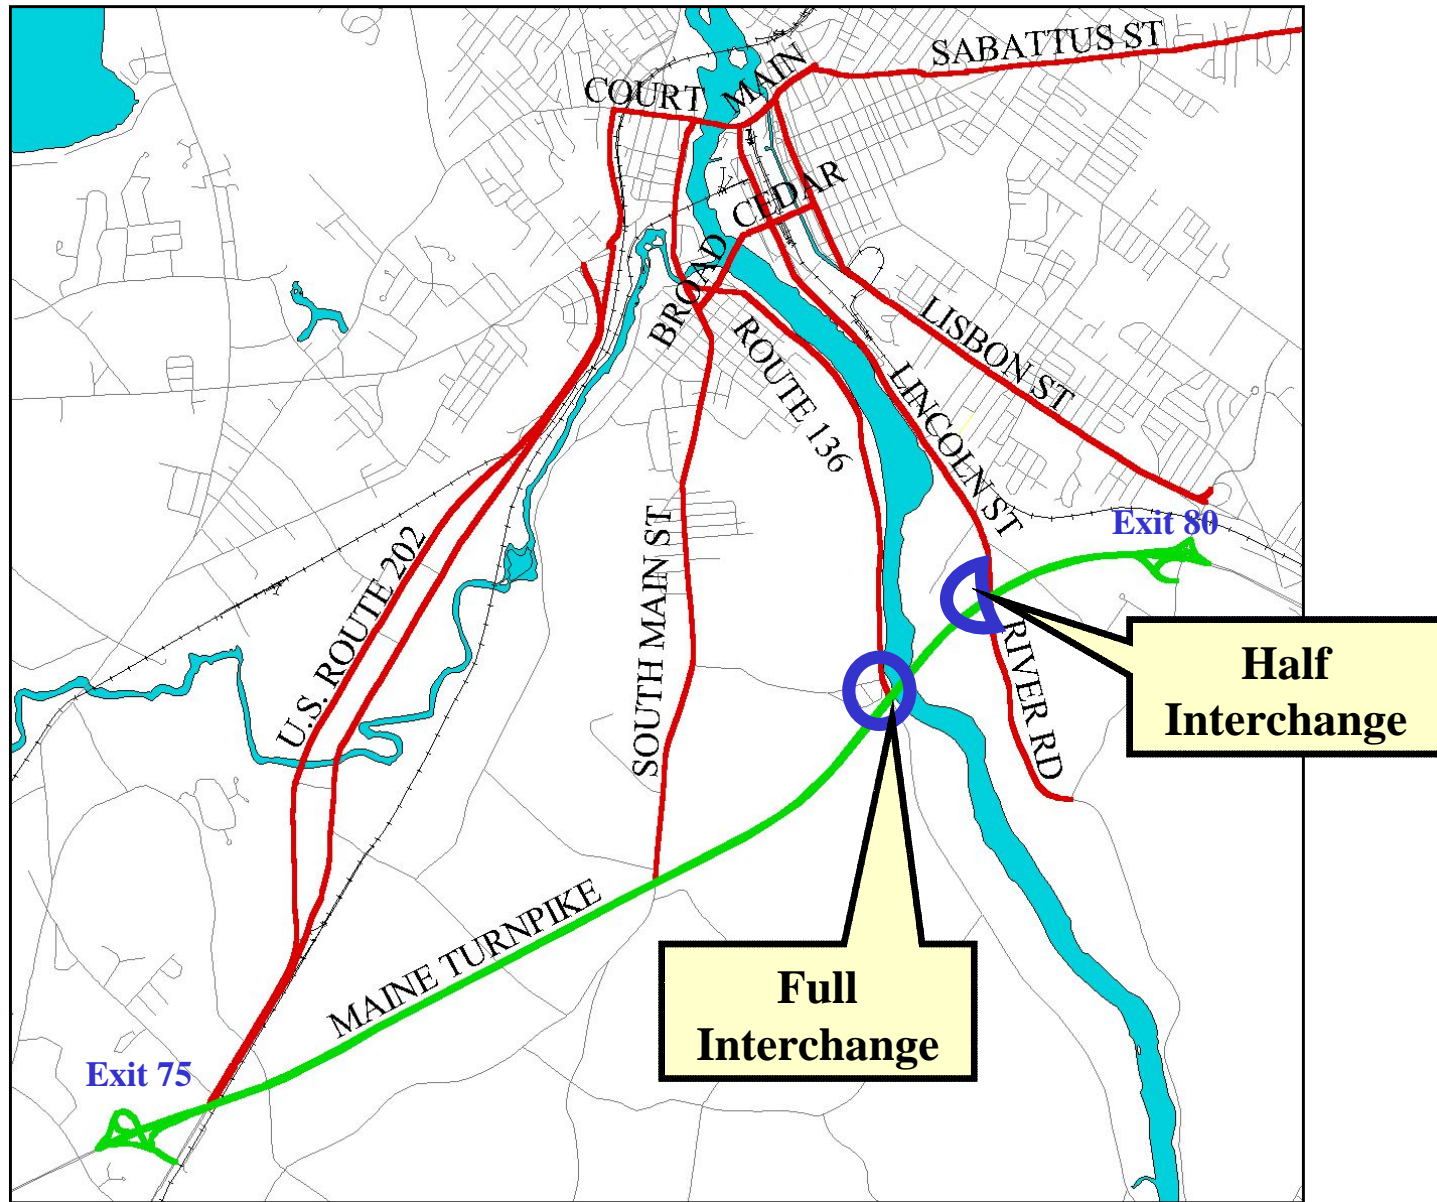 SABATTUS ST
COURT
MAIN
CEDAR
BROAD
ROUTE 136
LISBON ST
LINCOLN ST
U.S. ROUTE 202
SOUTH MAIN ST
Exit 80
RIVER RD
Half
Interchange
MAINE TURNPIKE
Full
Interchange
Exit 75